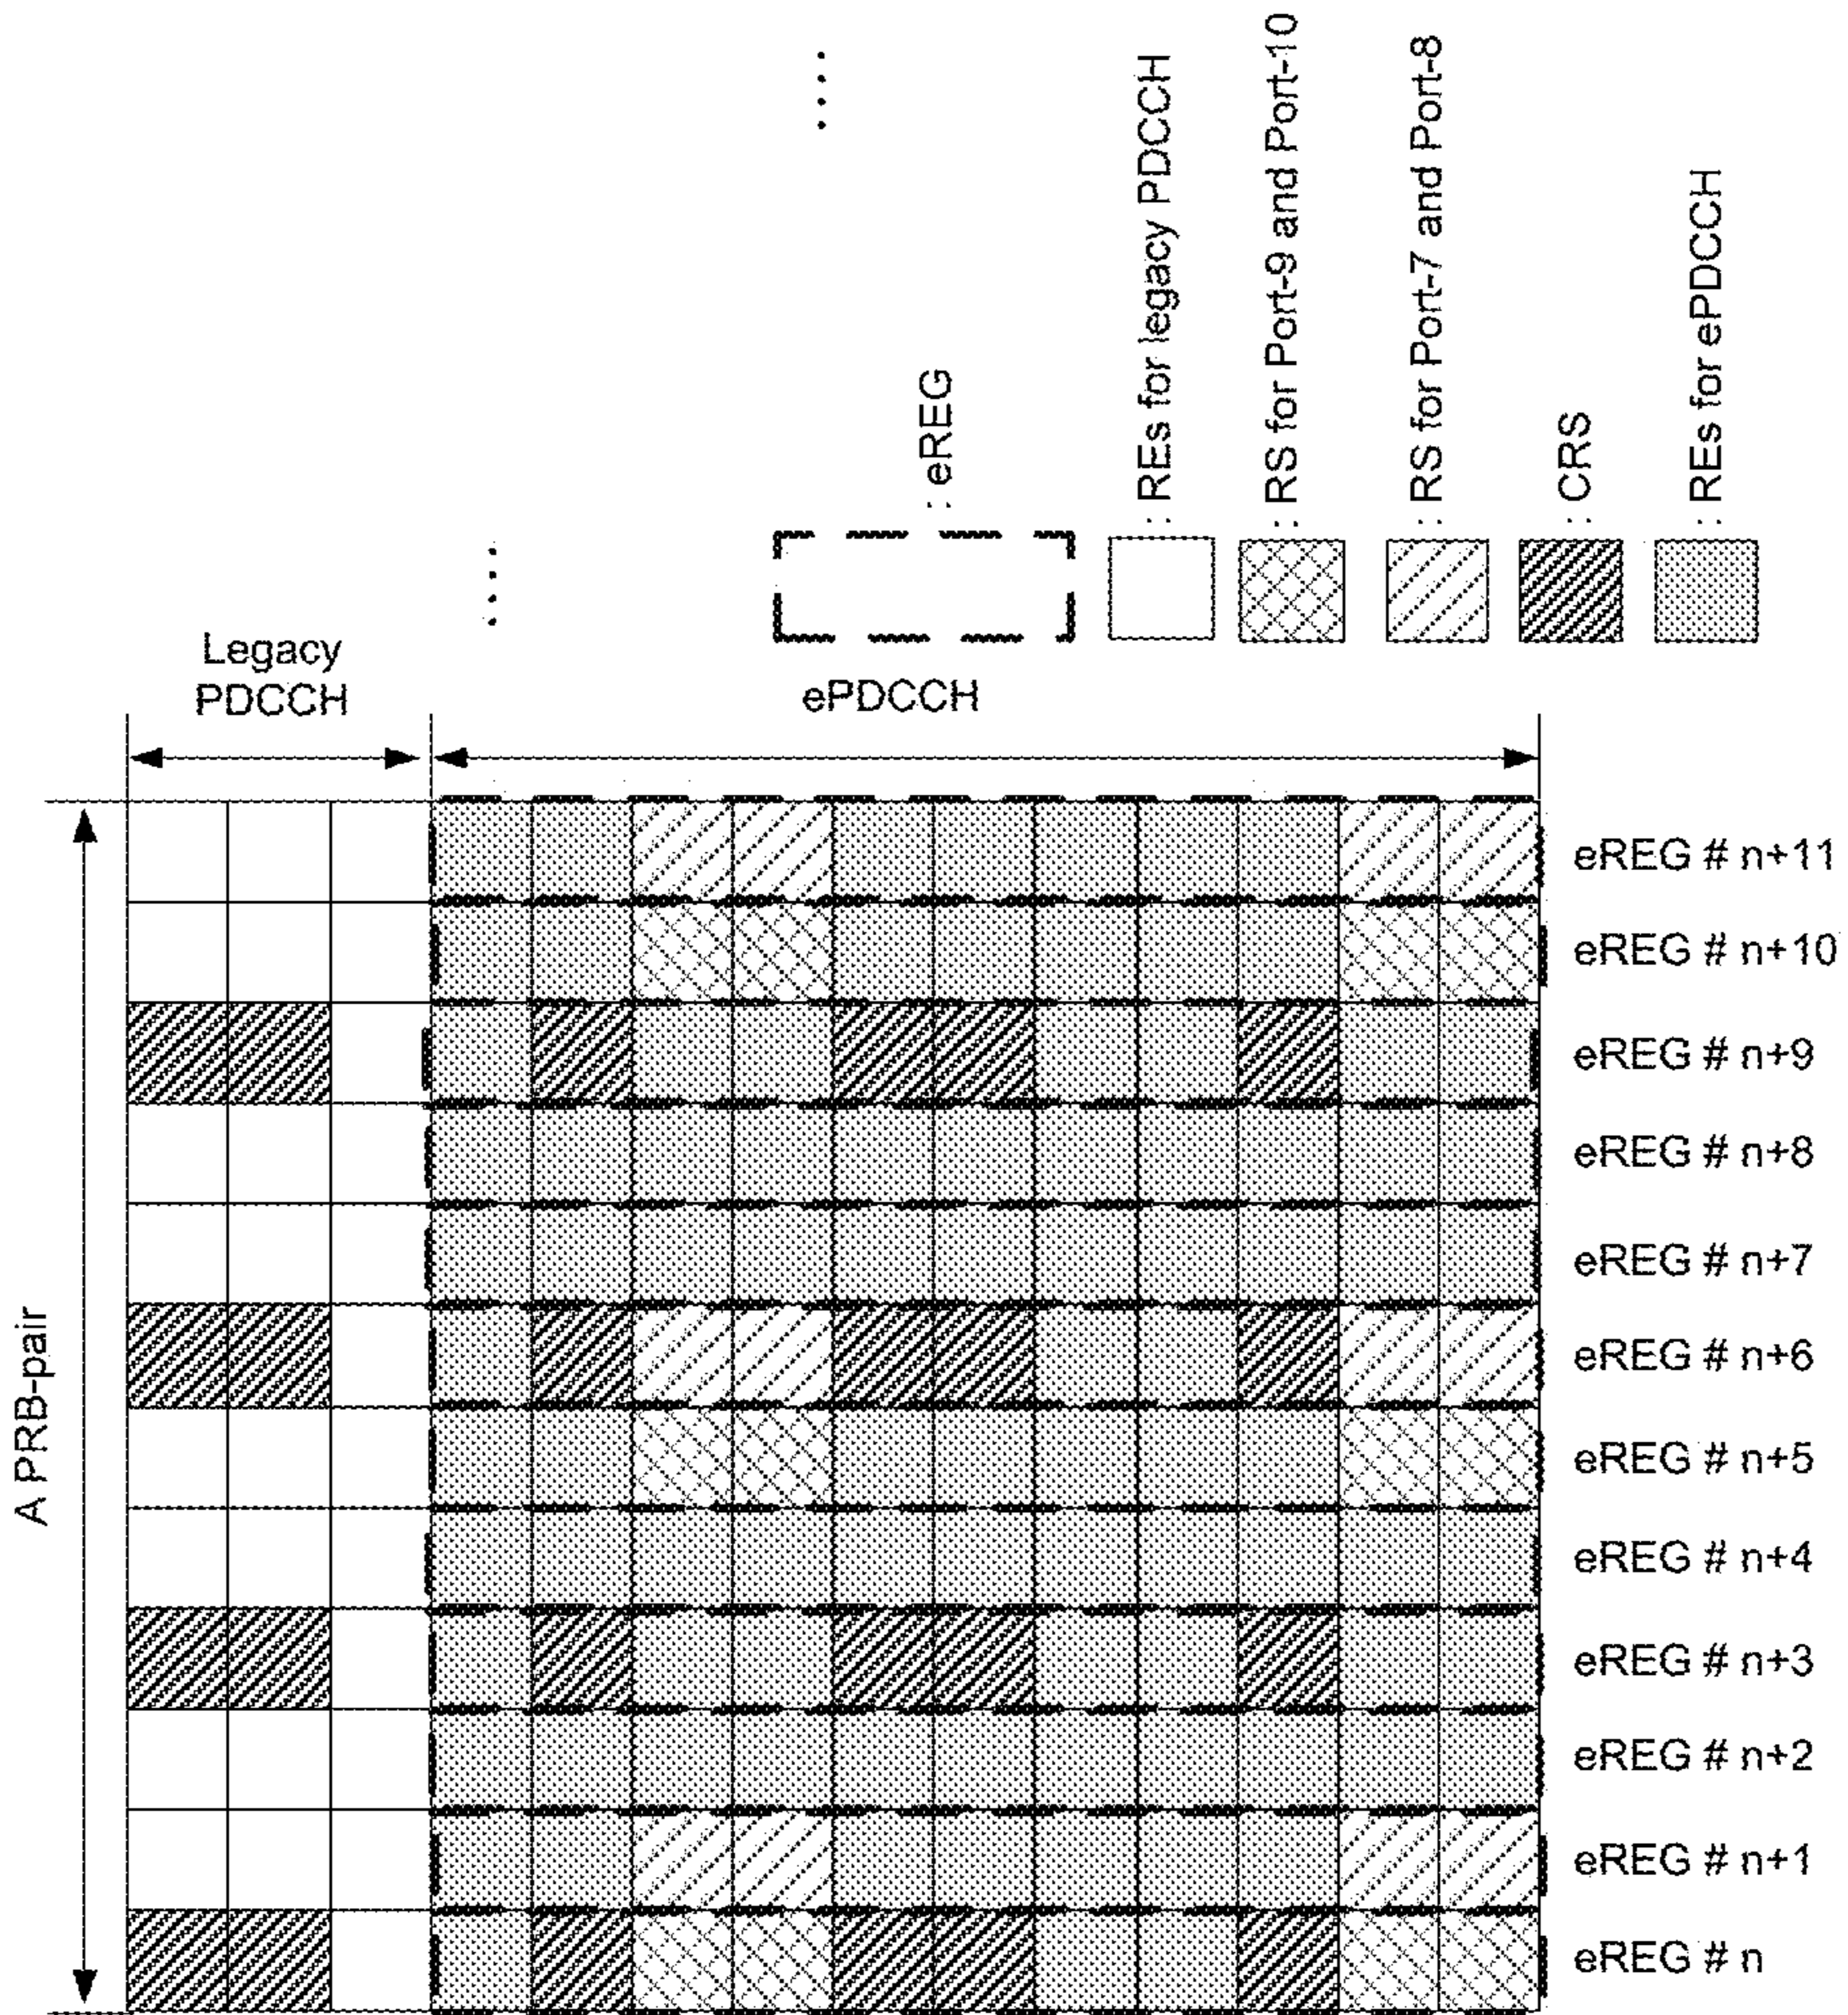 : eREG
: REs for legacy PDCCH
: RS for Port-9 and Port-10
: RS for Port-7 and Port-8
: CRS
: REs for ePDCCH
Legacy
PDCCH
ePDCCH
A PRB-pair
eREG # n+11
eREG # n+10
eREG # n+9
eREG # n+8
eREG # n+7
eREG # n+6
eREG # n+5
eREG # n+4
eREG # n+3
eREG # n+2
eREG # n+1
eREG # n